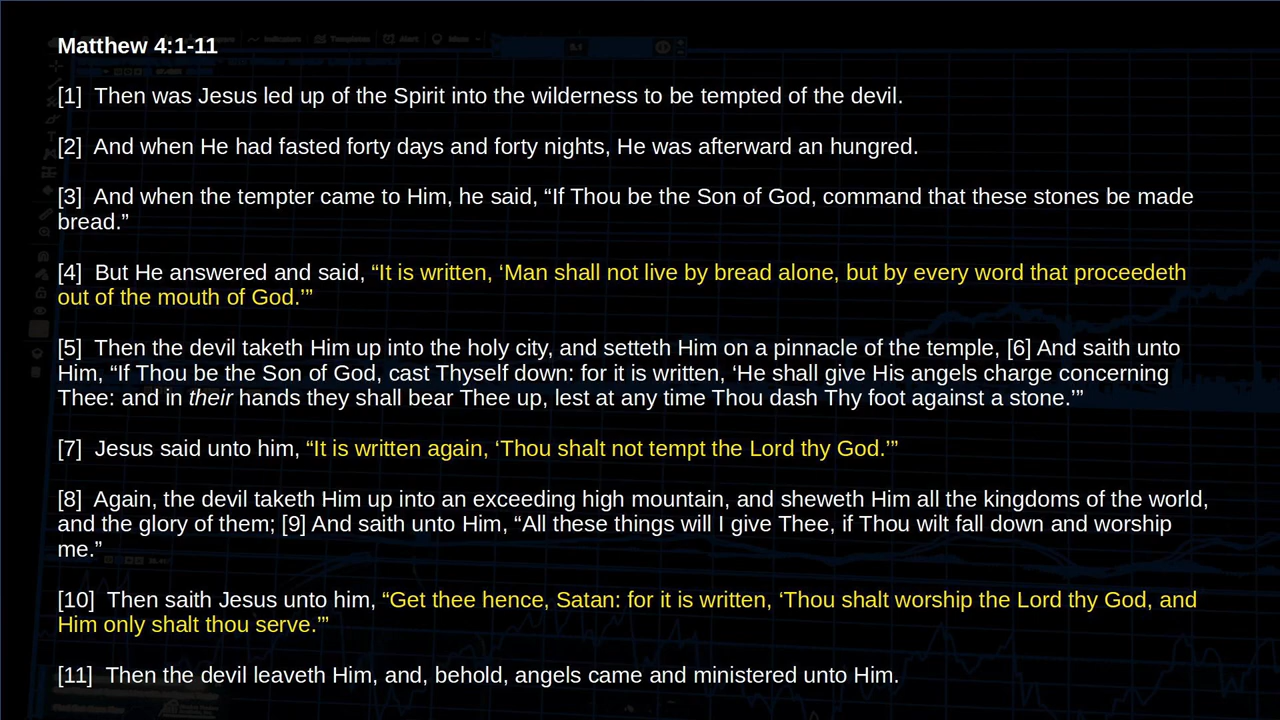 Matthew 4:1-11
[1]  Then was Jesus led up of the Spirit into the wilderness to be tempted of the devil.
[2]  And when He had fasted forty days and forty nights, He was afterward an hungred.
[3]  And when the tempter came to Him, he said, “If Thou be the Son of God, command that these stones be made
bread.”
[4]  But He answered and said, “It is written, ‘Man shall not live by bread alone, but by every word that proceedeth
out of the mouth of God.’”
[5]  Then the devil taketh Him up into the holy city, and setteth Him on a pinnacle of the temple, [6] And saith unto
Him, “If Thou be the Son of God, cast Thyself down: for it is written, ‘He shall give His angels charge concerning
Thee: and in their hands they shall bear Thee up, lest at any time Thou dash Thy foot against a stone.’”
[7]  Jesus said unto him, “It is written again, ‘Thou shalt not tempt the Lord thy God.’”
[8]  Again, the devil taketh Him up into an exceeding high mountain, and sheweth Him all the kingdoms of the world,
and the glory of them; [9] And saith unto Him, “All these things will I give Thee, if Thou wilt fall down and worship
me.”
[10]  Then saith Jesus unto him, “Get thee hence, Satan: for it is written, ‘Thou shalt worship the Lord thy God, and
Him only shalt thou serve.’”
[11]  Then the devil leaveth Him, and, behold, angels came and ministered unto Him.